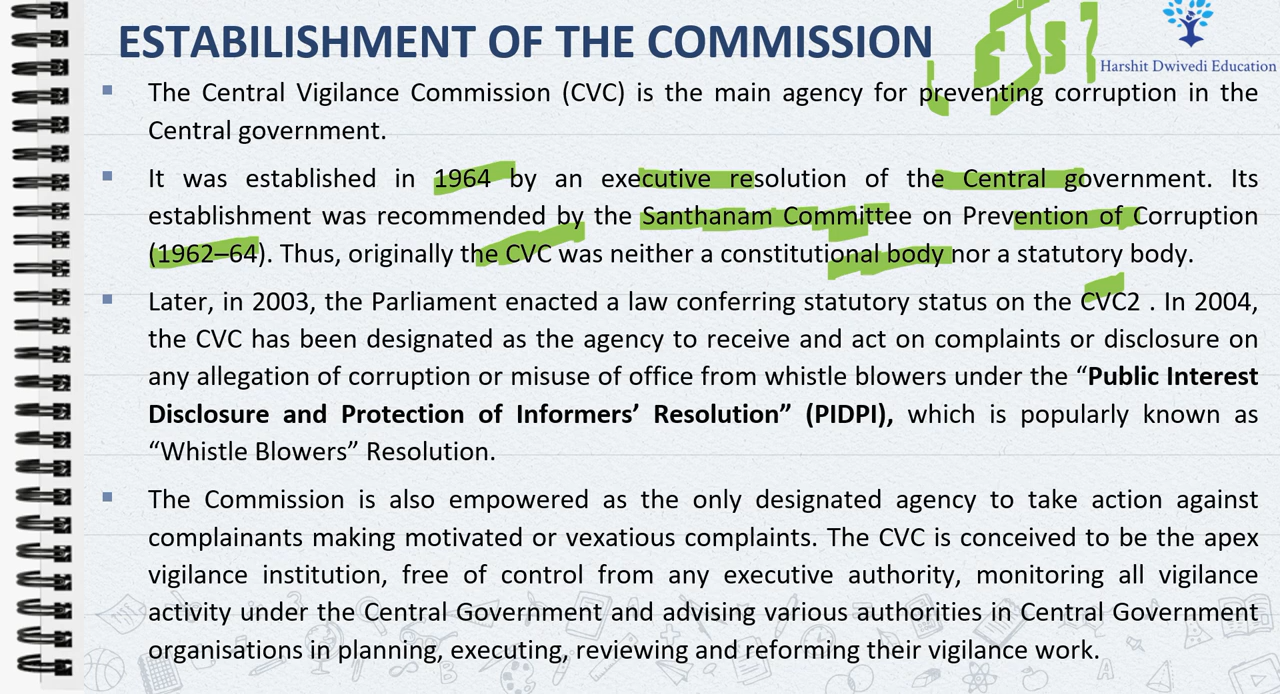 ESTABILISHMENT OF THE COMMISSION
Harshit Dwivedi Education
The Central Vigilance Commission (CVC) is the main agency for preventing corruption in the
Central government.
It was established in 1964 by an executive resolution of the Central government. Its
establishment was recommended by the Santhanam Committee on Prevention of Corruption
(1962–64). Thus, originally the CVC was neither a constitutional body nor a statutory body.
Later, in 2003, the Parliament enacted a law conferring statutory status on the CVC2 . In 2004,
the CVC has been designated as the agency to receive and act on complaints or disclosure on
any allegation of corruption or misuse of office from whistle blowers under the “Public Interest
Disclosure and Protection of Informers’ Resolution” (PIDPI), which is popularly known as
“Whistle Blowers” Resolution.
The Commission is also empowered as the only designated agency to take action against
complainants making motivated or vexatious complaints. The CVC is conceived to be the apex
vigilance institution, free of control from any executive authority, monitoring all vigilance
activity under the Central Government and advising various authorities in Central Government
organisations in planning, executing, reviewing and reforming their vigilance work.